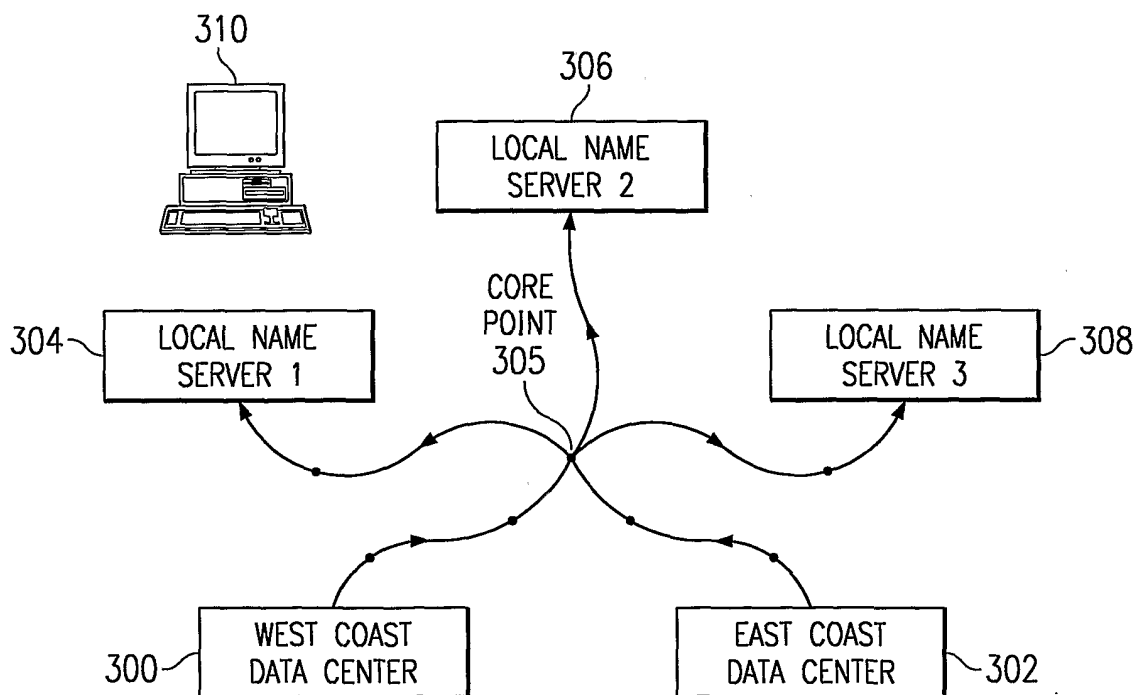 310
306
LOCAL NAME
SERVER 2
CORE
POINT
305
304
LOCAL NAME
SERVER 1
LOCAL NAME
SERVER 3
308
300
WEST COAST
DATA CENTER
EAST COAST
DATA CENTER
302